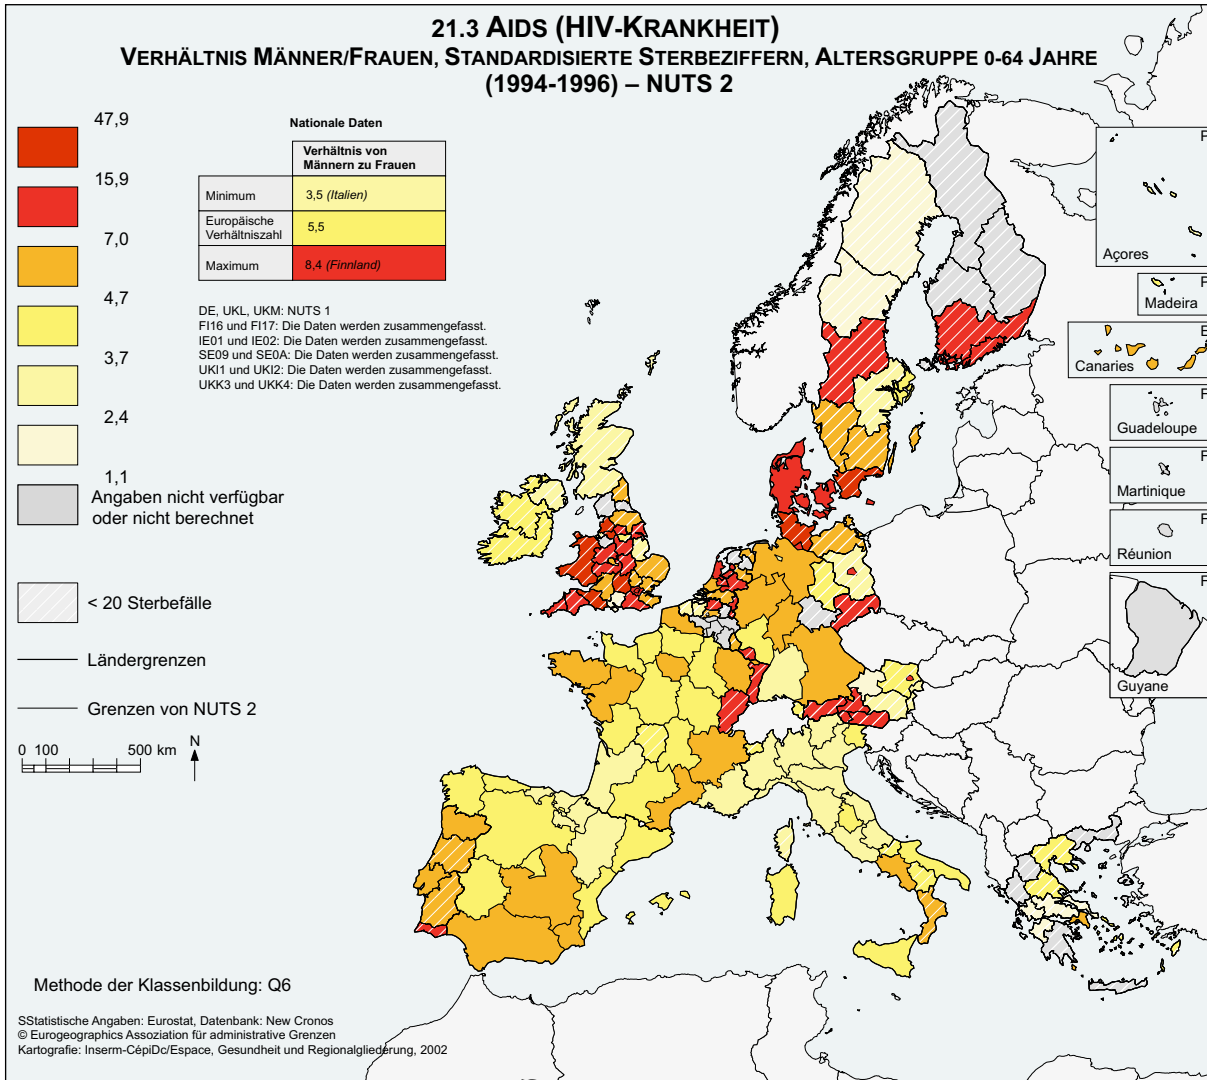 21.3 AIDS (HIV-KRANKHEIT)
VERHÄLTNIS MÄNNER/FRAUEN, STANDARDISIERTE STERBEZIFFERN, ALTERSGRUPPE 0-64 JAHRE
(1994-1996) – NUTS 2
47,9
15,9
7,0
4,7
3,7
2,4
1,1
Angaben nicht verfügbar
oder nicht berechnet
< 20 Sterbefälle
Ländergrenzen
Grenzen von NUTS 2
0 100 500 km
N
Nationale Daten
Verhältnis von
Männern zu Frauen
Minimum 3,5 (Italien)
Europäische
Verhältniszahl 5,5
Maximum 8,4 (Finnland)
DE, UKL, UKM: NUTS 1
FI16 und FI17: Die Daten werden zusammengefasst.
IE01 und IE02: Die Daten werden zusammengefasst.
SE09 und SE0A: Die Daten werden zusammengefasst.
UKI1 und UKI2: Die Daten werden zusammengefasst.
UKK3 und UKK4: Die Daten werden zusammengefasst.
F
Açores
F
Madeira
E
Canaries
F
Guadeloupe
F
Martinique
F
Réunion
F
Guyane
Methode der Klassenbildung: Q6
SStatistische Angaben: Eurostat, Datenbank: New Cronos
© Eurogeographics Assoziation für administrative Grenzen
Kartografie: Inserm-CépiDc/Espace, Gesundheit und Regionalgliederung, 2002